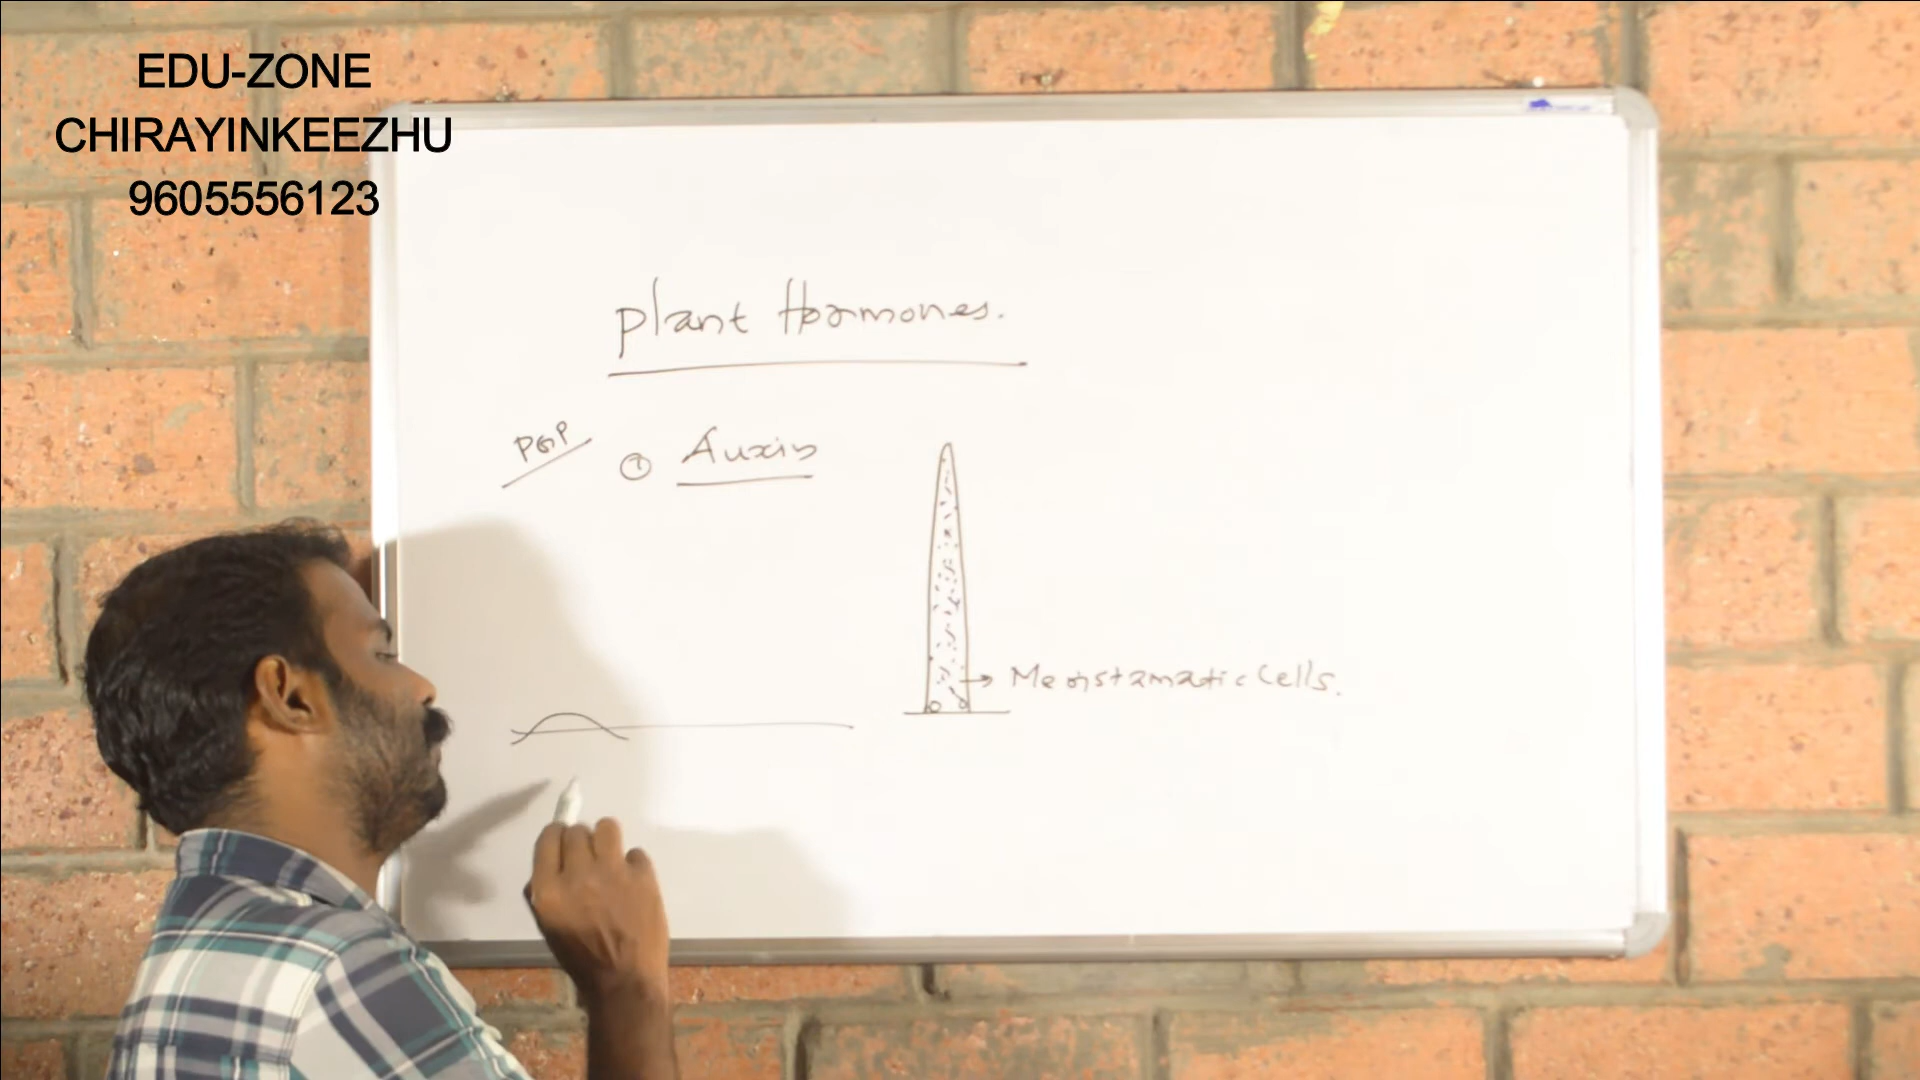 EDU-ZONE
CHIRAYINKEEZHU
9605556123
Plant Hormones.
PGP
① Auxin
Meristamatic Cells.